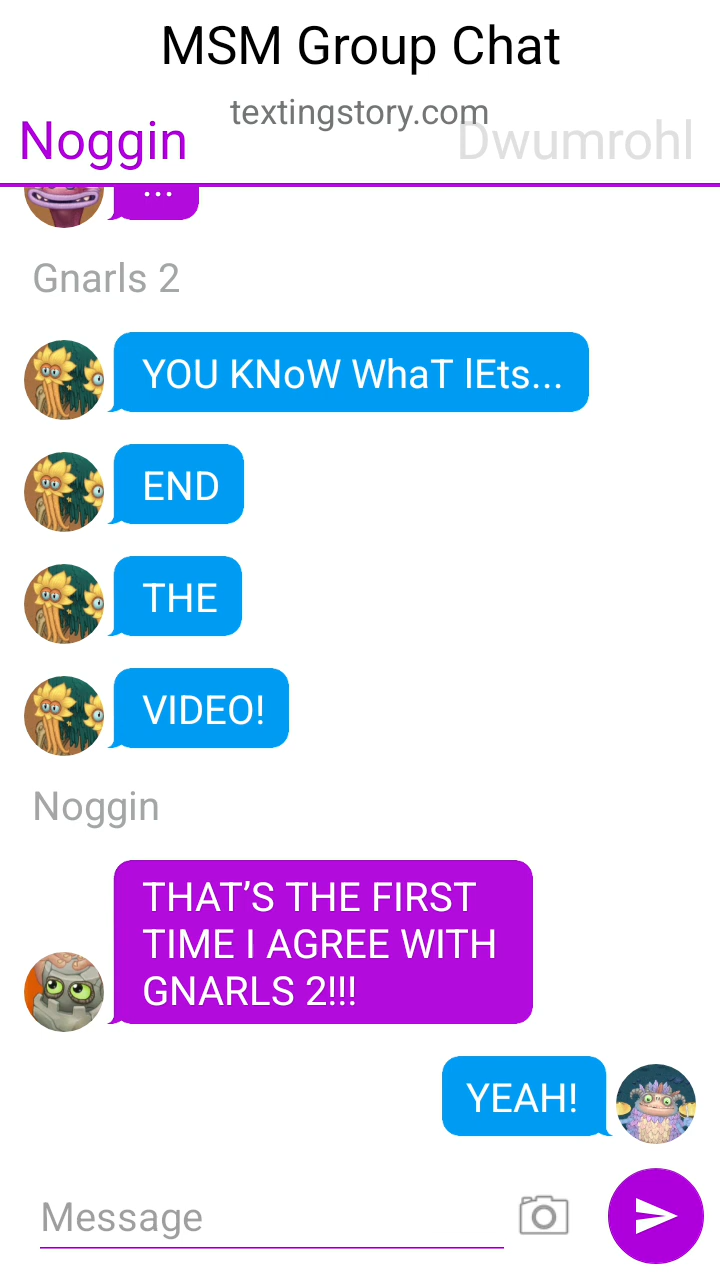 MSM Group Chat
textingstory.com
Noggin
Dwumrohl
...
Gnarls 2
YOU KNoW WhaT lEts...
END
THE
VIDEO!
Noggin
THAT’S THE FIRST
TIME I AGREE WITH
GNARLS 2!!!
YEAH!
Message